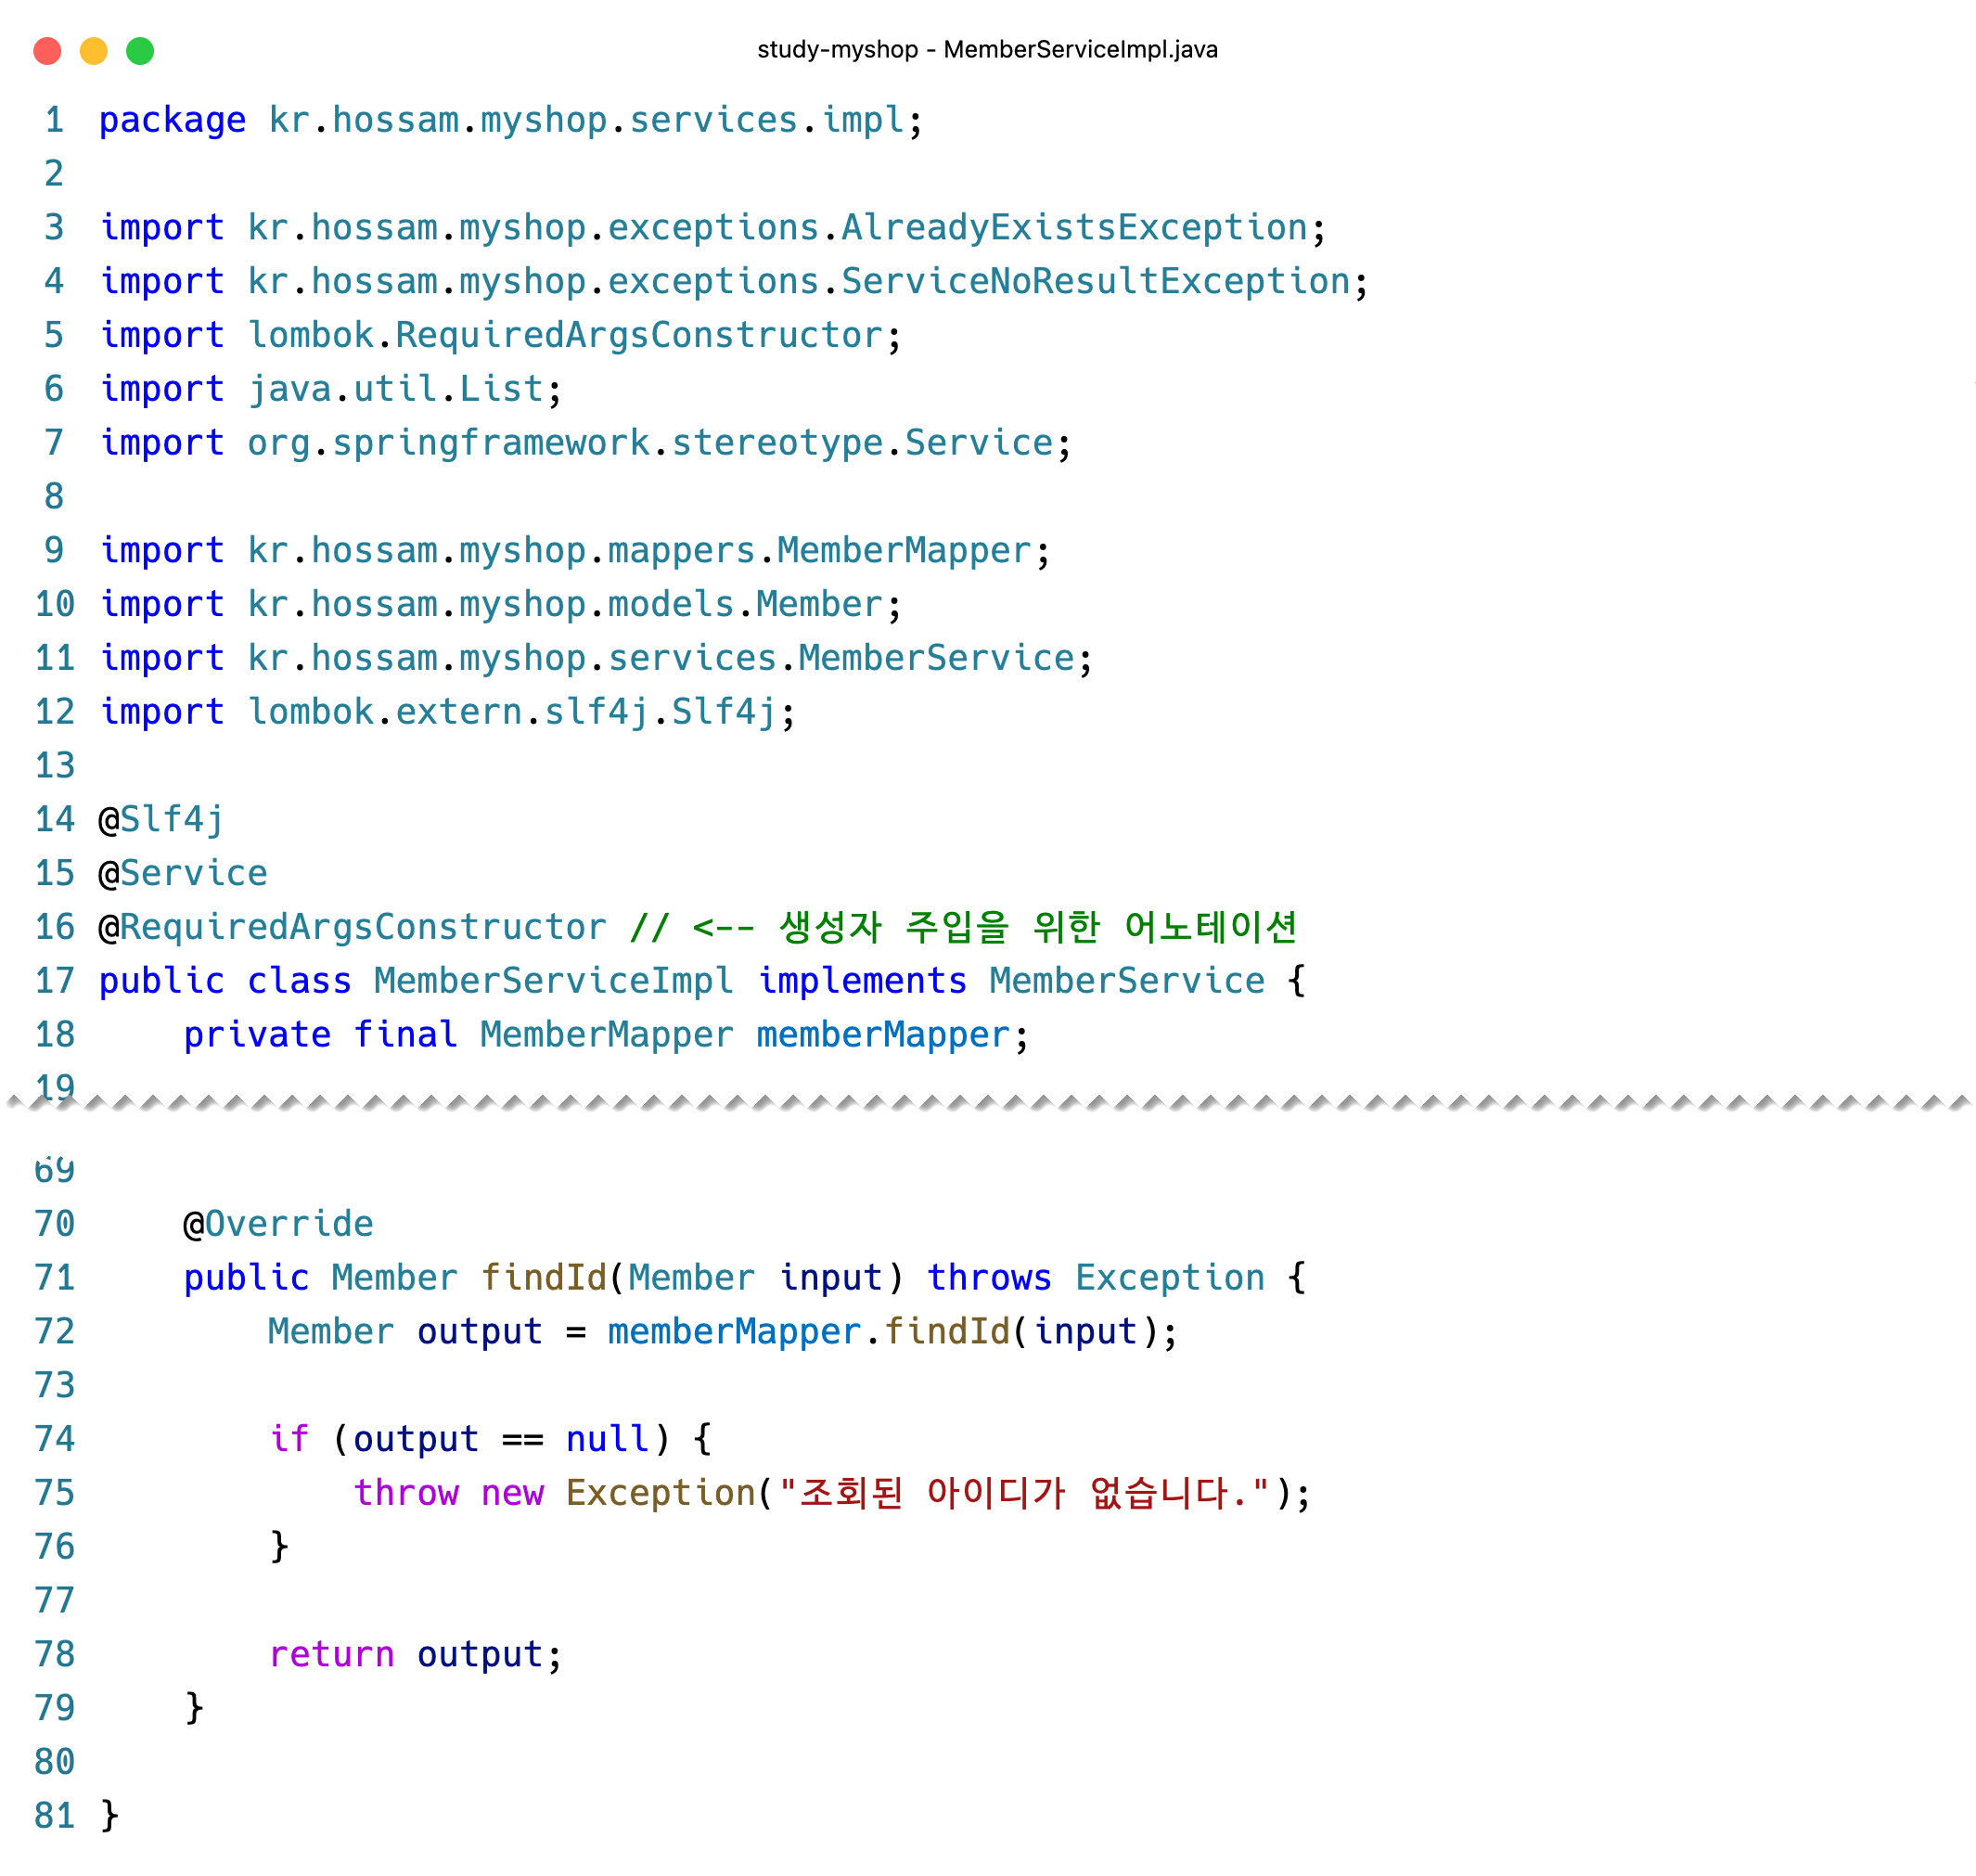 study-myshop - MemberServiceImpl.java
1 package kr.hossam.myshop.services.impl;
2
3 import kr.hossam.myshop.exceptions.AlreadyExistsException;
4 import kr.hossam.myshop.exceptions.ServiceNoResultException;
5 import lombok.RequiredArgsConstructor;
6 import java.util.List;
7 import org.springframework.stereotype.Service;
8
9 import kr.hossam.myshop.mappers.MemberMapper;
10 import kr.hossam.myshop.models.Member;
11 import kr.hossam.myshop.services.MemberService;
12 import lombok.extern.slf4j.Slf4j;
13
14 @Slf4j
15 @Service
16 @RequiredArgsConstructor // <-- 생성자 주입을 위한 어노테이션
17 public class MemberServiceImpl implements MemberService {
18     private final MemberMapper memberMapper;
19
69
70     @Override
71     public Member findId(Member input) throws Exception {
72         Member output = memberMapper.findId(input);
73
74         if (output == null) {
75             throw new Exception("조회된 아이디가 없습니다.");
76         }
77
78         return output;
79     }
80
81 }